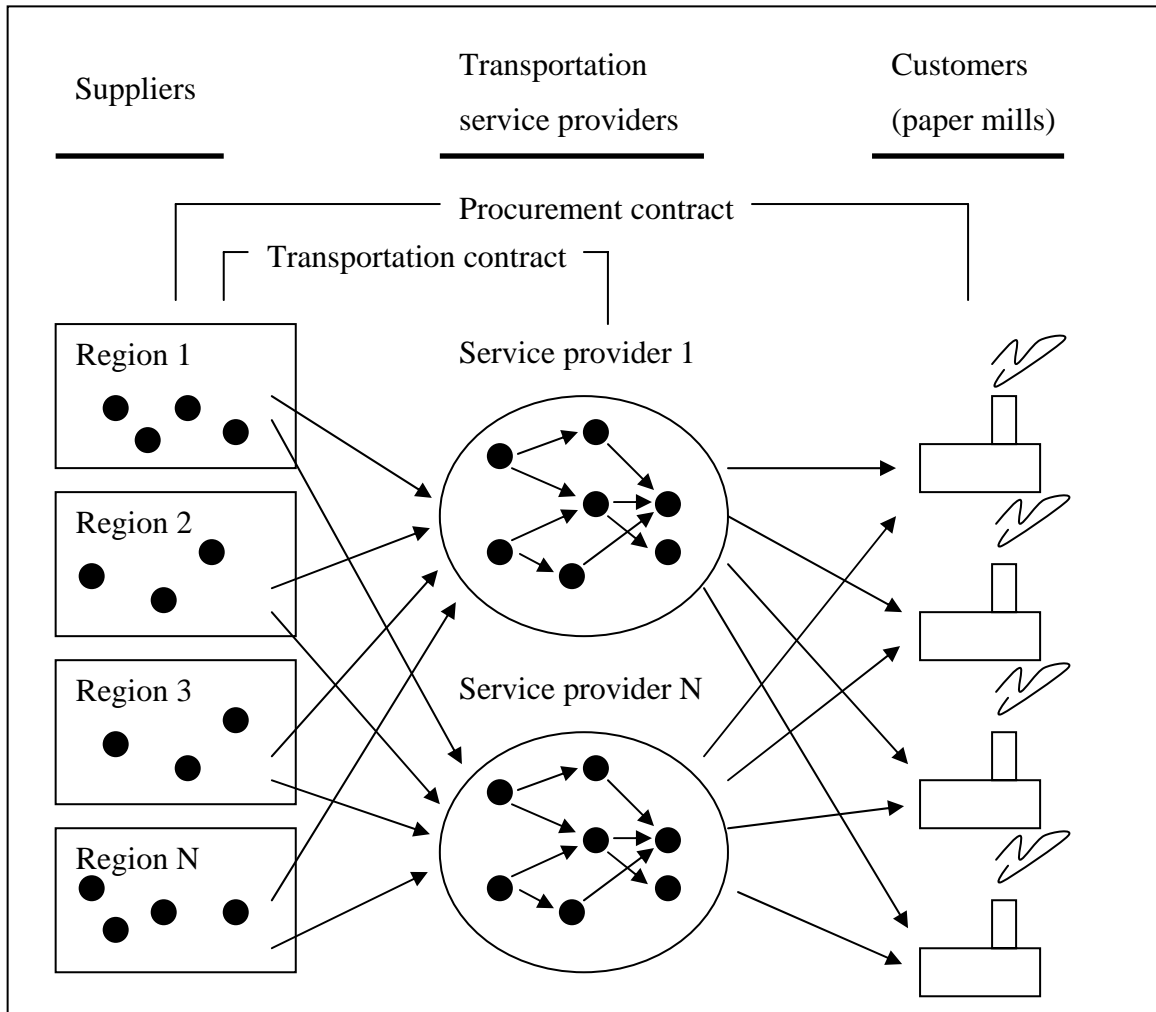 Suppliers
Transportation
service providers
Customers
(paper mills)
Procurement contract
Transportation contract
Region 1
Service provider 1
Region 2
Region 3
Service provider N
Region N